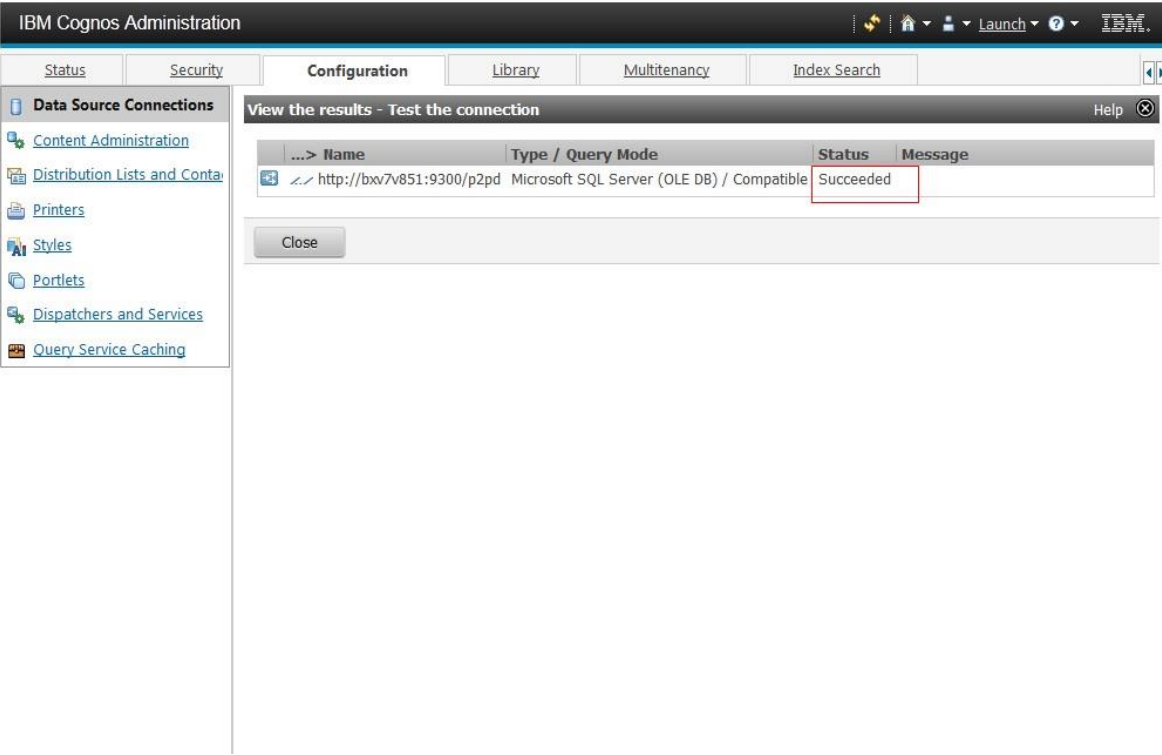 IBM Cognos Administration
Launch
IBM.
Status Security Configuration Library Multitenancy Index Search
Data Source Connections
Content Administration
Distribution Lists and Conta
Printers
Styles
Portlets
Dispatchers and Services
Query Service Caching
View the results - Test the connection Help
...> Name Type / Query Mode Status Message
http://bxv7v851:9300/p2pd Microsoft SQL Server (OLE DB) / Compatible Succeeded
Close